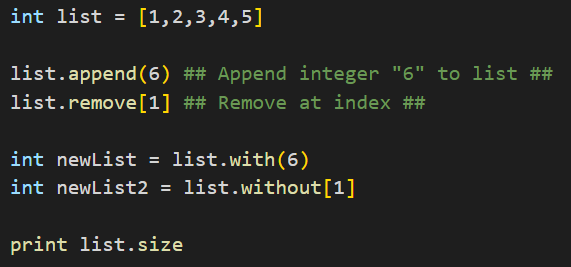 int list = [1,2,3,4,5]
list.append(6) ## Append integer "6" to list ##
list.remove[1] ## Remove at index ##
int newList = list.with(6)
int newList2 = list.without[1]
print list.size